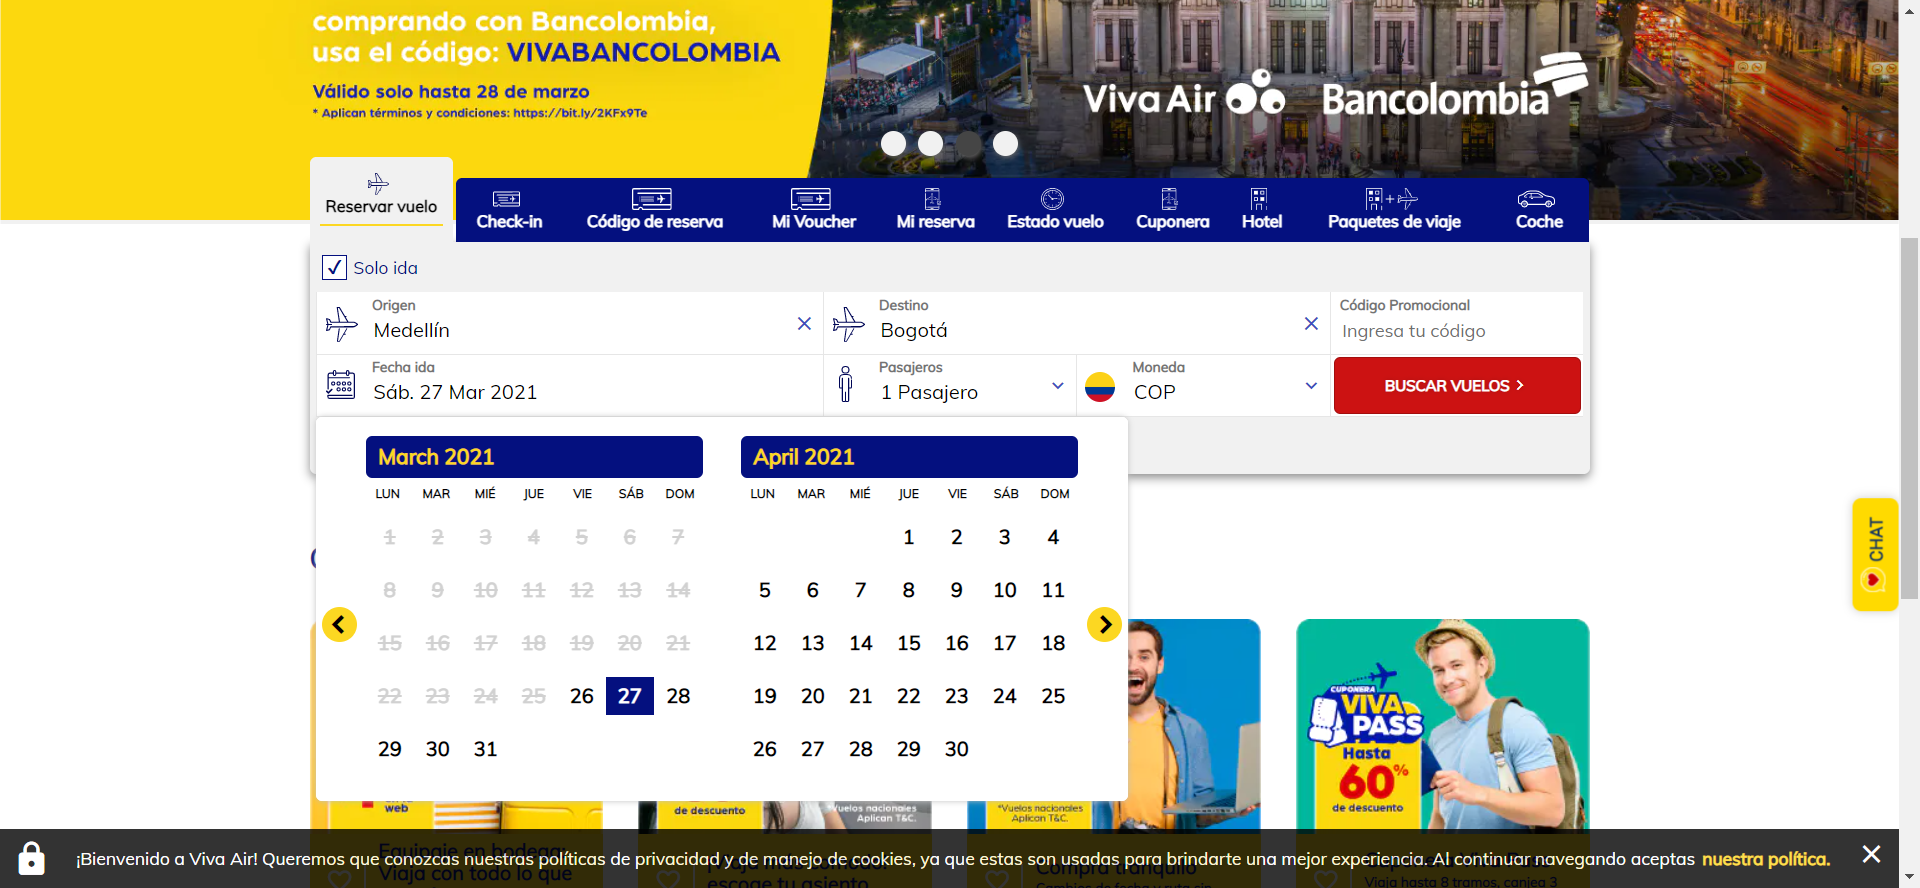 comprando con Bancolombia,
usa el código: VIVABANCOLOMBIA
Válido solo hasta 28 de marzo
* Aplican términos y condiciones: https://bit.ly/2KFx9Te
Viva Air
Bancolombia
Reservar vuelo
Check-in
Código de reserva
Mi Voucher
Mi reserva
Estado vuelo
Cuponera
Hotel
Paquetes de viaje
Coche
Solo ida
Origen
Medellín
Destino
Bogotá
Código Promocional
Ingresa tu código
Fecha ida
Sáb. 27 Mar 2021
Pasajeros
1 Pasajero
Moneda
COP
BUSCAR VUELOS
March 2021
LUN MAR MIÉ JUE VIE SÁB DOM
1 2 3 4 5 6 7
8 9 10 11 12 13 14
15 16 17 18 19 20 21
22 23 24 25 26 27 28
29 30 31
April 2021
LUN MAR MIÉ JUE VIE SÁB DOM
1 2 3 4
5 6 7 8 9 10 11
12 13 14 15 16 17 18
19 20 21 22 23 24 25
26 27 28 29 30
CHAT
web
de descuento
*Vuelos nacionales
Aplican T&C.
*Vuelos nacionales
Aplican T&C.
CUPONERA
VIVA
PASS
Hasta
60%
de descuento
Equipaje en bodega
Viaja con todo lo que
escoge tu asiento
Compra tranquilo
Cambios de fecha y ruta sin
Viaja hasta 8 tramos, canjea 3
¡Bienvenido a Viva Air! Queremos que conozcas nuestras políticas de privacidad y de manejo de cookies, ya que estas son usadas para brindarte una mejor experiencia. Al continuar navegando aceptas nuestra política.